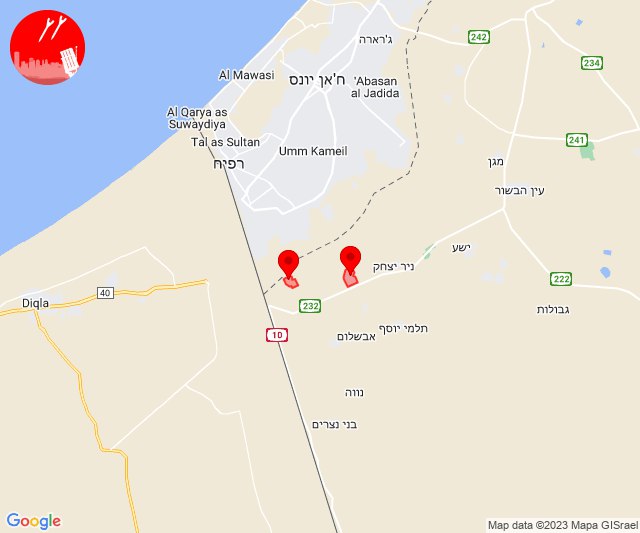 242
ג'רארה
234
Al Mawasi
ח'אן יונס
'Abasan
al Jadida
Al Qarya as
Suwaydiya
Tal as Sultan
241
Umm Kameil
רפיח
מגן
עין הבשור
ישע
ניר יצחק
222
40
Diqla
232
גבולות
תלמי יוסף
10
אבשלום
נווה
בני נצרים
Google
Map data ©2023 Mapa GISrael